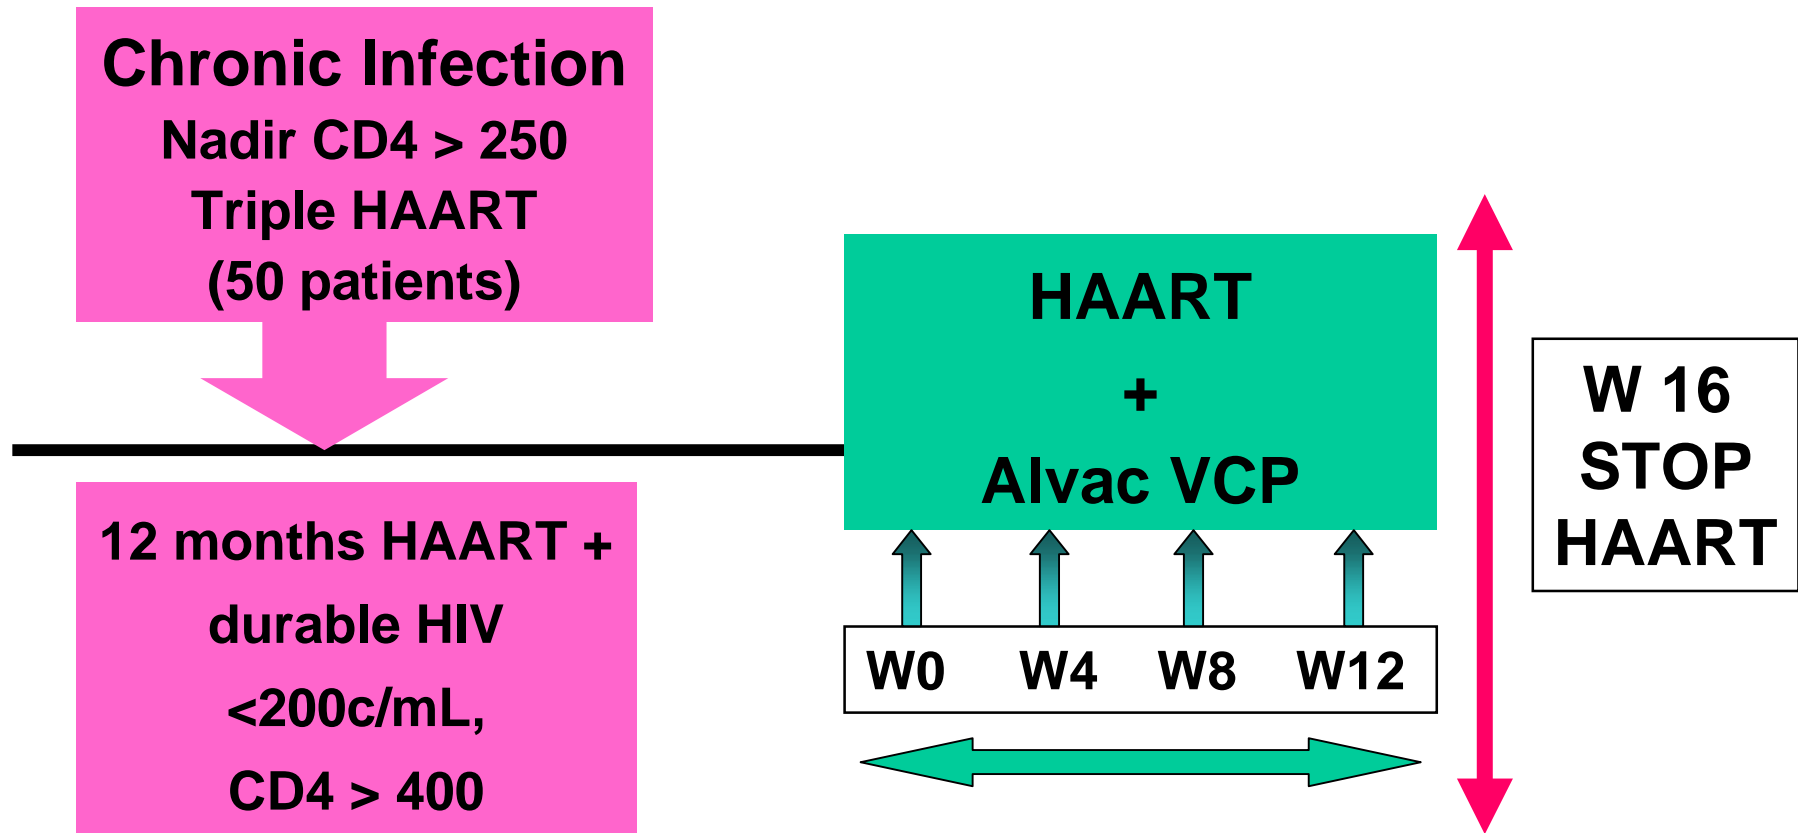 Chronic Infection
Nadir CD4 > 250
Triple HAART
(50 patients)
12 months HAART +
durable HIV
<200c/mL,
CD4 > 400
HAART
+
Alvac VCP
W0 W4 W8 W12
W 16
STOP
HAART